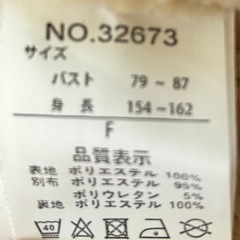 NO.32673
サイズ
バスト 79 ~ 87
身長 154~162
F
品質表示
表地 ポリエステル 100%
別布 ポリエステル 95%
ポリウレタン 5%
裏地 ポリエステル 100%
40